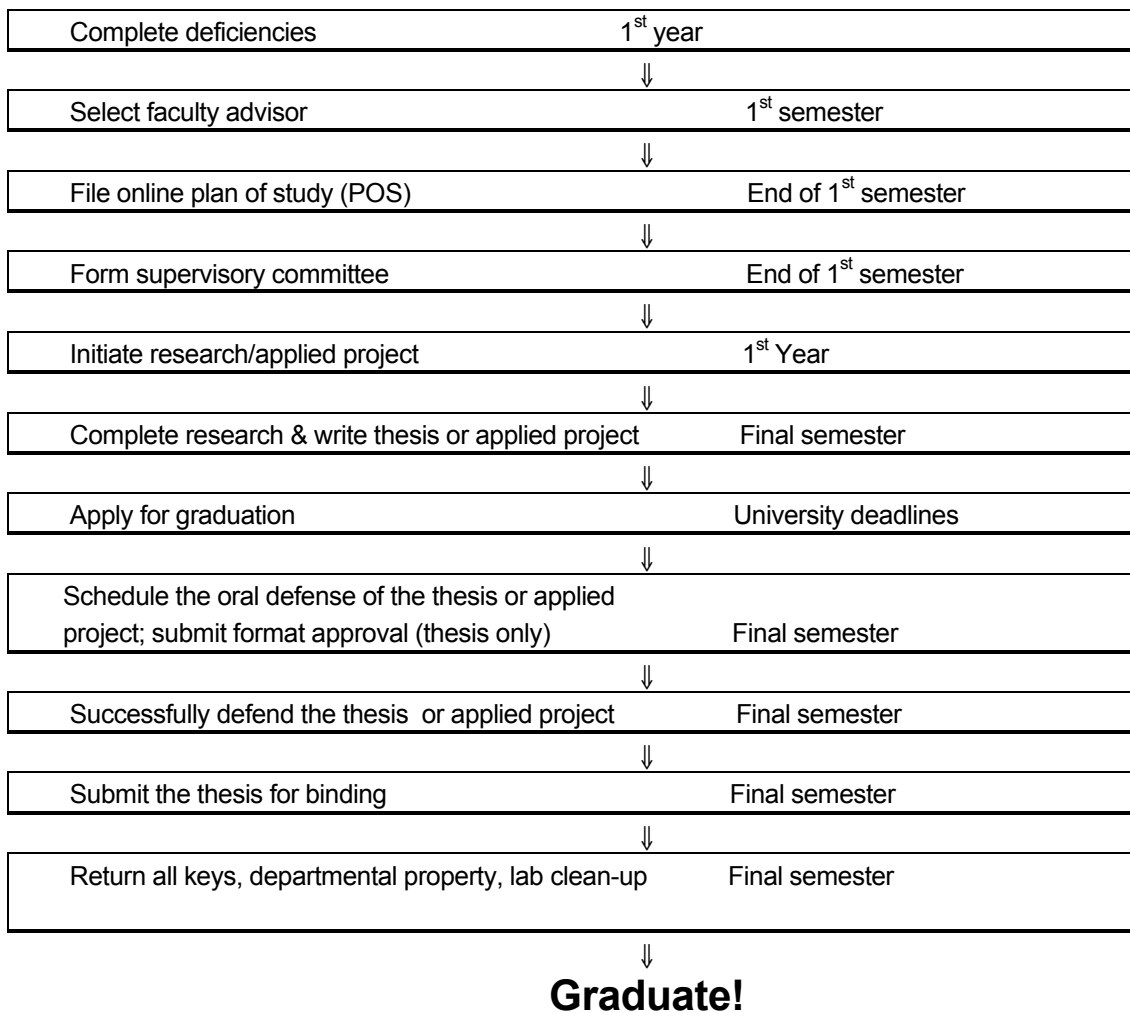 Complete deficiencies 1st year
⇓
Select faculty advisor 1st semester
⇓
File online plan of study (POS) End of 1st semester
⇓
Form supervisory committee End of 1st semester
⇓
Initiate research/applied project 1st Year
⇓
Complete research & write thesis or applied project Final semester
⇓
Apply for graduation University deadlines
⇓
Schedule the oral defense of the thesis or applied
project; submit format approval (thesis only) Final semester
⇓
Successfully defend the thesis or applied project Final semester
⇓
Submit the thesis for binding Final semester
⇓
Return all keys, departmental property, lab clean-up Final semester
⇓
Graduate!